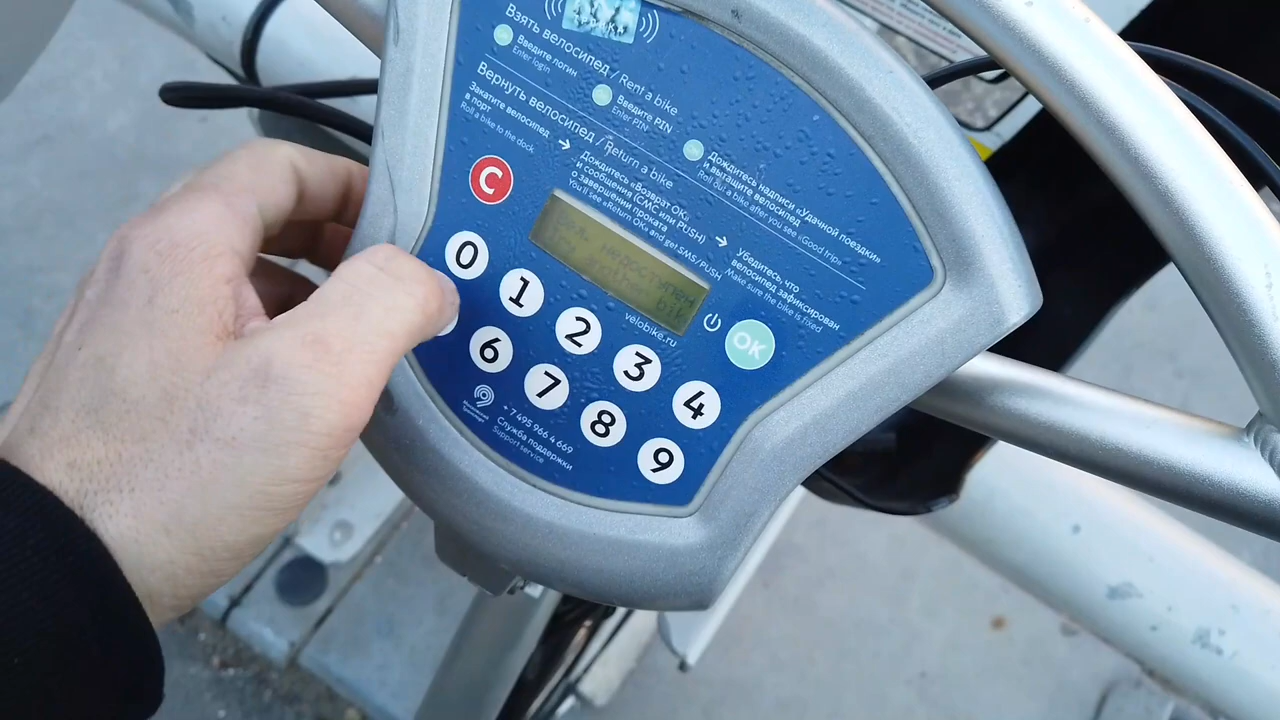 Взять велосипед / Rent a bike
Введите логин
Enter login
Введите PIN
Enter PIN
Дождитесь надписи «Удачной поездки»
и вытащите велосипед
Roll out a bike after you see «Good trip»
Вернуть велосипед / Return a bike
Закатите велосипед
в порт
Roll a bike to the dock
Дождитесь «Возврат ОК»
и сообщения (СМС или PUSH)
о завершении проката
You'll see «Return OK» and get SMS/PUSH
Убедитесь, что
велосипед зафиксирован
Make sure the bike is fixed
C
velobike.ru
OK
0
1
2
3
4
6
7
8
9
Московский
Транспорт
+ 7 495 966 4 669
Служба поддержки
Support service